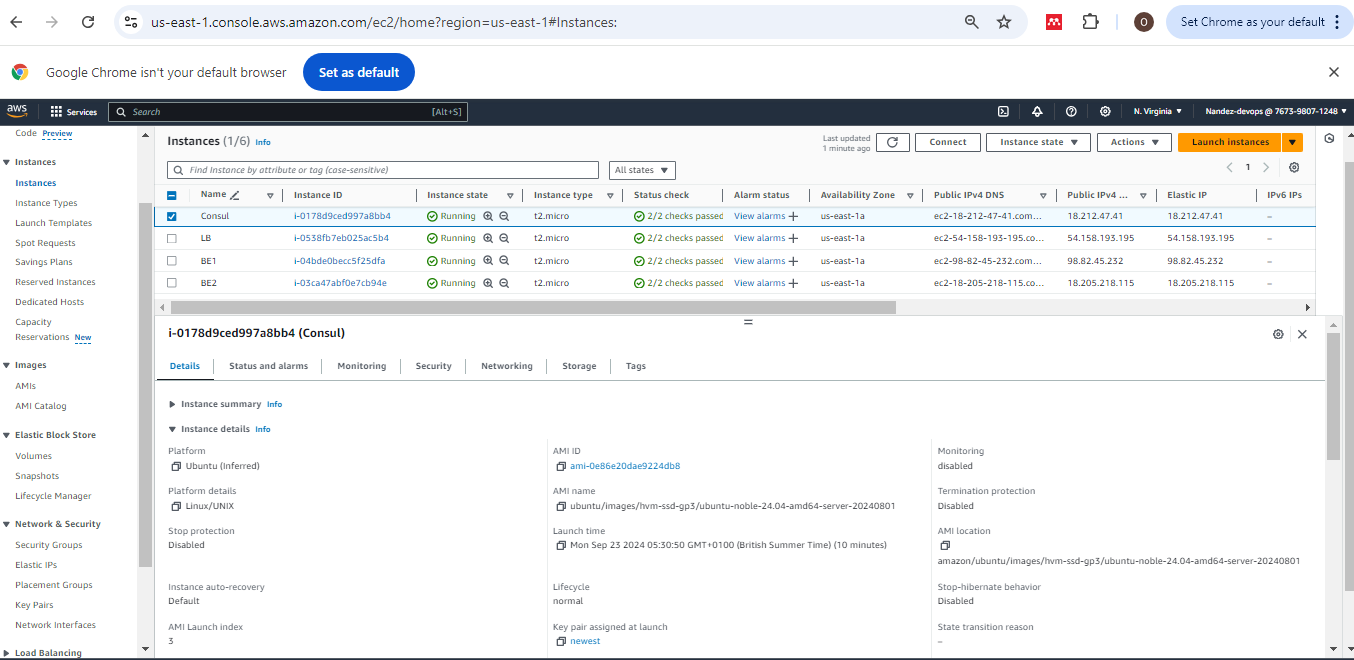 us-east-1.console.aws.amazon.com/ec2/home?region=us-east-1#Instances:
O
Set Chrome as your default
Google Chrome isn't your default browser
Set as default
aws
Services
Search
[Alt+S]
N. Virginia
Nandez-devops @ 7673-9807-1248
Code Preview
Instances
Instances
Instance Types
Launch Templates
Spot Requests
Savings Plans
Reserved Instances
Dedicated Hosts
Capacity
Reservations New
Images
AMIs
AMI Catalog
Elastic Block Store
Volumes
Snapshots
Lifecycle Manager
Network & Security
Security Groups
Elastic IPs
Placement Groups
Key Pairs
Network Interfaces
Load Balancing
Instances (1/6) Info
Last updated
1 minute ago
Connect
Instance state
Actions
Launch instances
Find Instance by attribute or tag (case-sensitive)
All states
1
Name Instance ID Instance state Instance type Status check Alarm status Availability Zone Public IPv4 DNS Public IPv4 ... Elastic IP IPv6 IPs
Consul i-0178d9ced997a8bb4 Running t2.micro 2/2 checks passed View alarms + us-east-1a ec2-18-212-47-41.com... 18.212.47.41 18.212.47.41 –
LB i-0538fb7eb025ac5b4 Running t2.micro 2/2 checks passed View alarms + us-east-1a ec2-54-158-193-195.co... 54.158.193.195 54.158.193.195 –
BE1 i-04bde0becc5f25dfa Running t2.micro 2/2 checks passed View alarms + us-east-1a ec2-98-82-45-232.com... 98.82.45.232 98.82.45.232 –
BE2 i-03ca47abf0e7cb94e Running t2.micro 2/2 checks passed View alarms + us-east-1a ec2-18-205-218-115.com... 18.205.218.115 18.205.218.115 –
i-0178d9ced997a8bb4 (Consul)
Details
Status and alarms
Monitoring
Security
Networking
Storage
Tags
Instance summary Info
Instance details Info
Platform
Ubuntu (Inferred)
AMI ID
ami-0e86e20dae9224db8
Monitoring
disabled
Platform details
Linux/UNIX
AMI name
ubuntu/images/hvm-ssd-gp3/ubuntu-noble-24.04-amd64-server-20240801
Termination protection
Disabled
Stop protection
Disabled
Launch time
Mon Sep 23 2024 05:30:50 GMT+0100 (British Summer Time) (10 minutes)
AMI location
amazon/ubuntu/images/hvm-ssd-gp3/ubuntu-noble-24.04-amd64-server-20240801
Instance auto-recovery
Default
Lifecycle
normal
Stop-hibernate behavior
Disabled
AMI Launch index
3
Key pair assigned at launch
newest
State transition reason
–